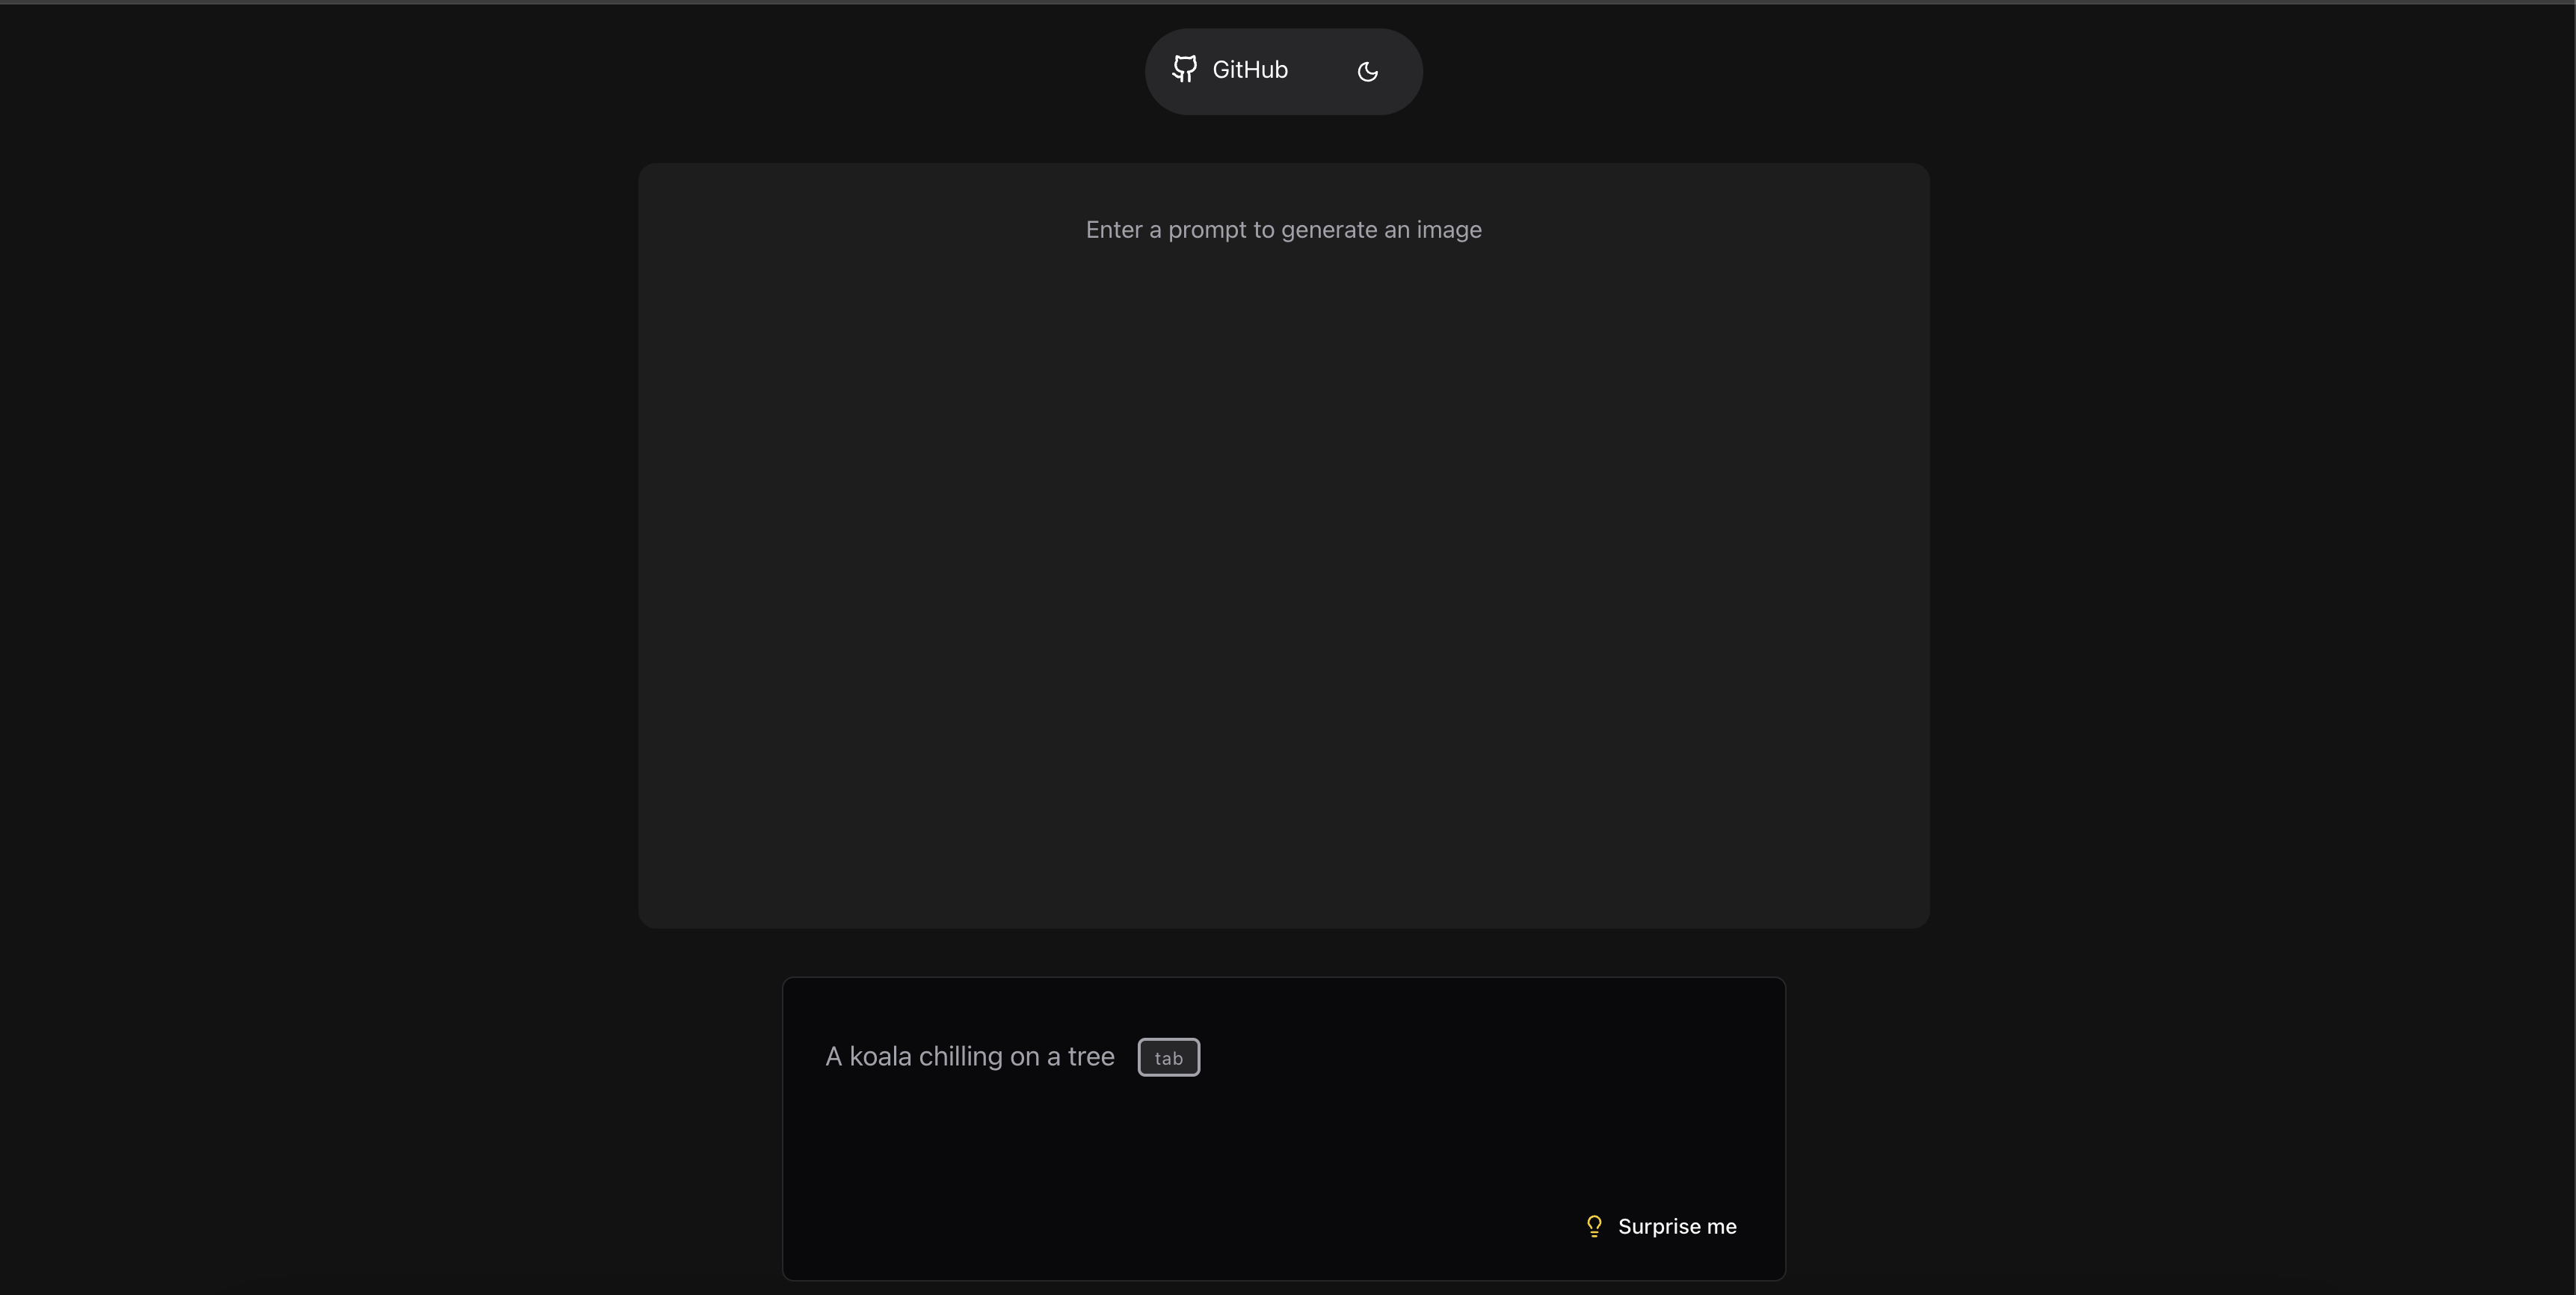 GitHub
Enter a prompt to generate an image
A koala chilling on a tree tab
Surprise me